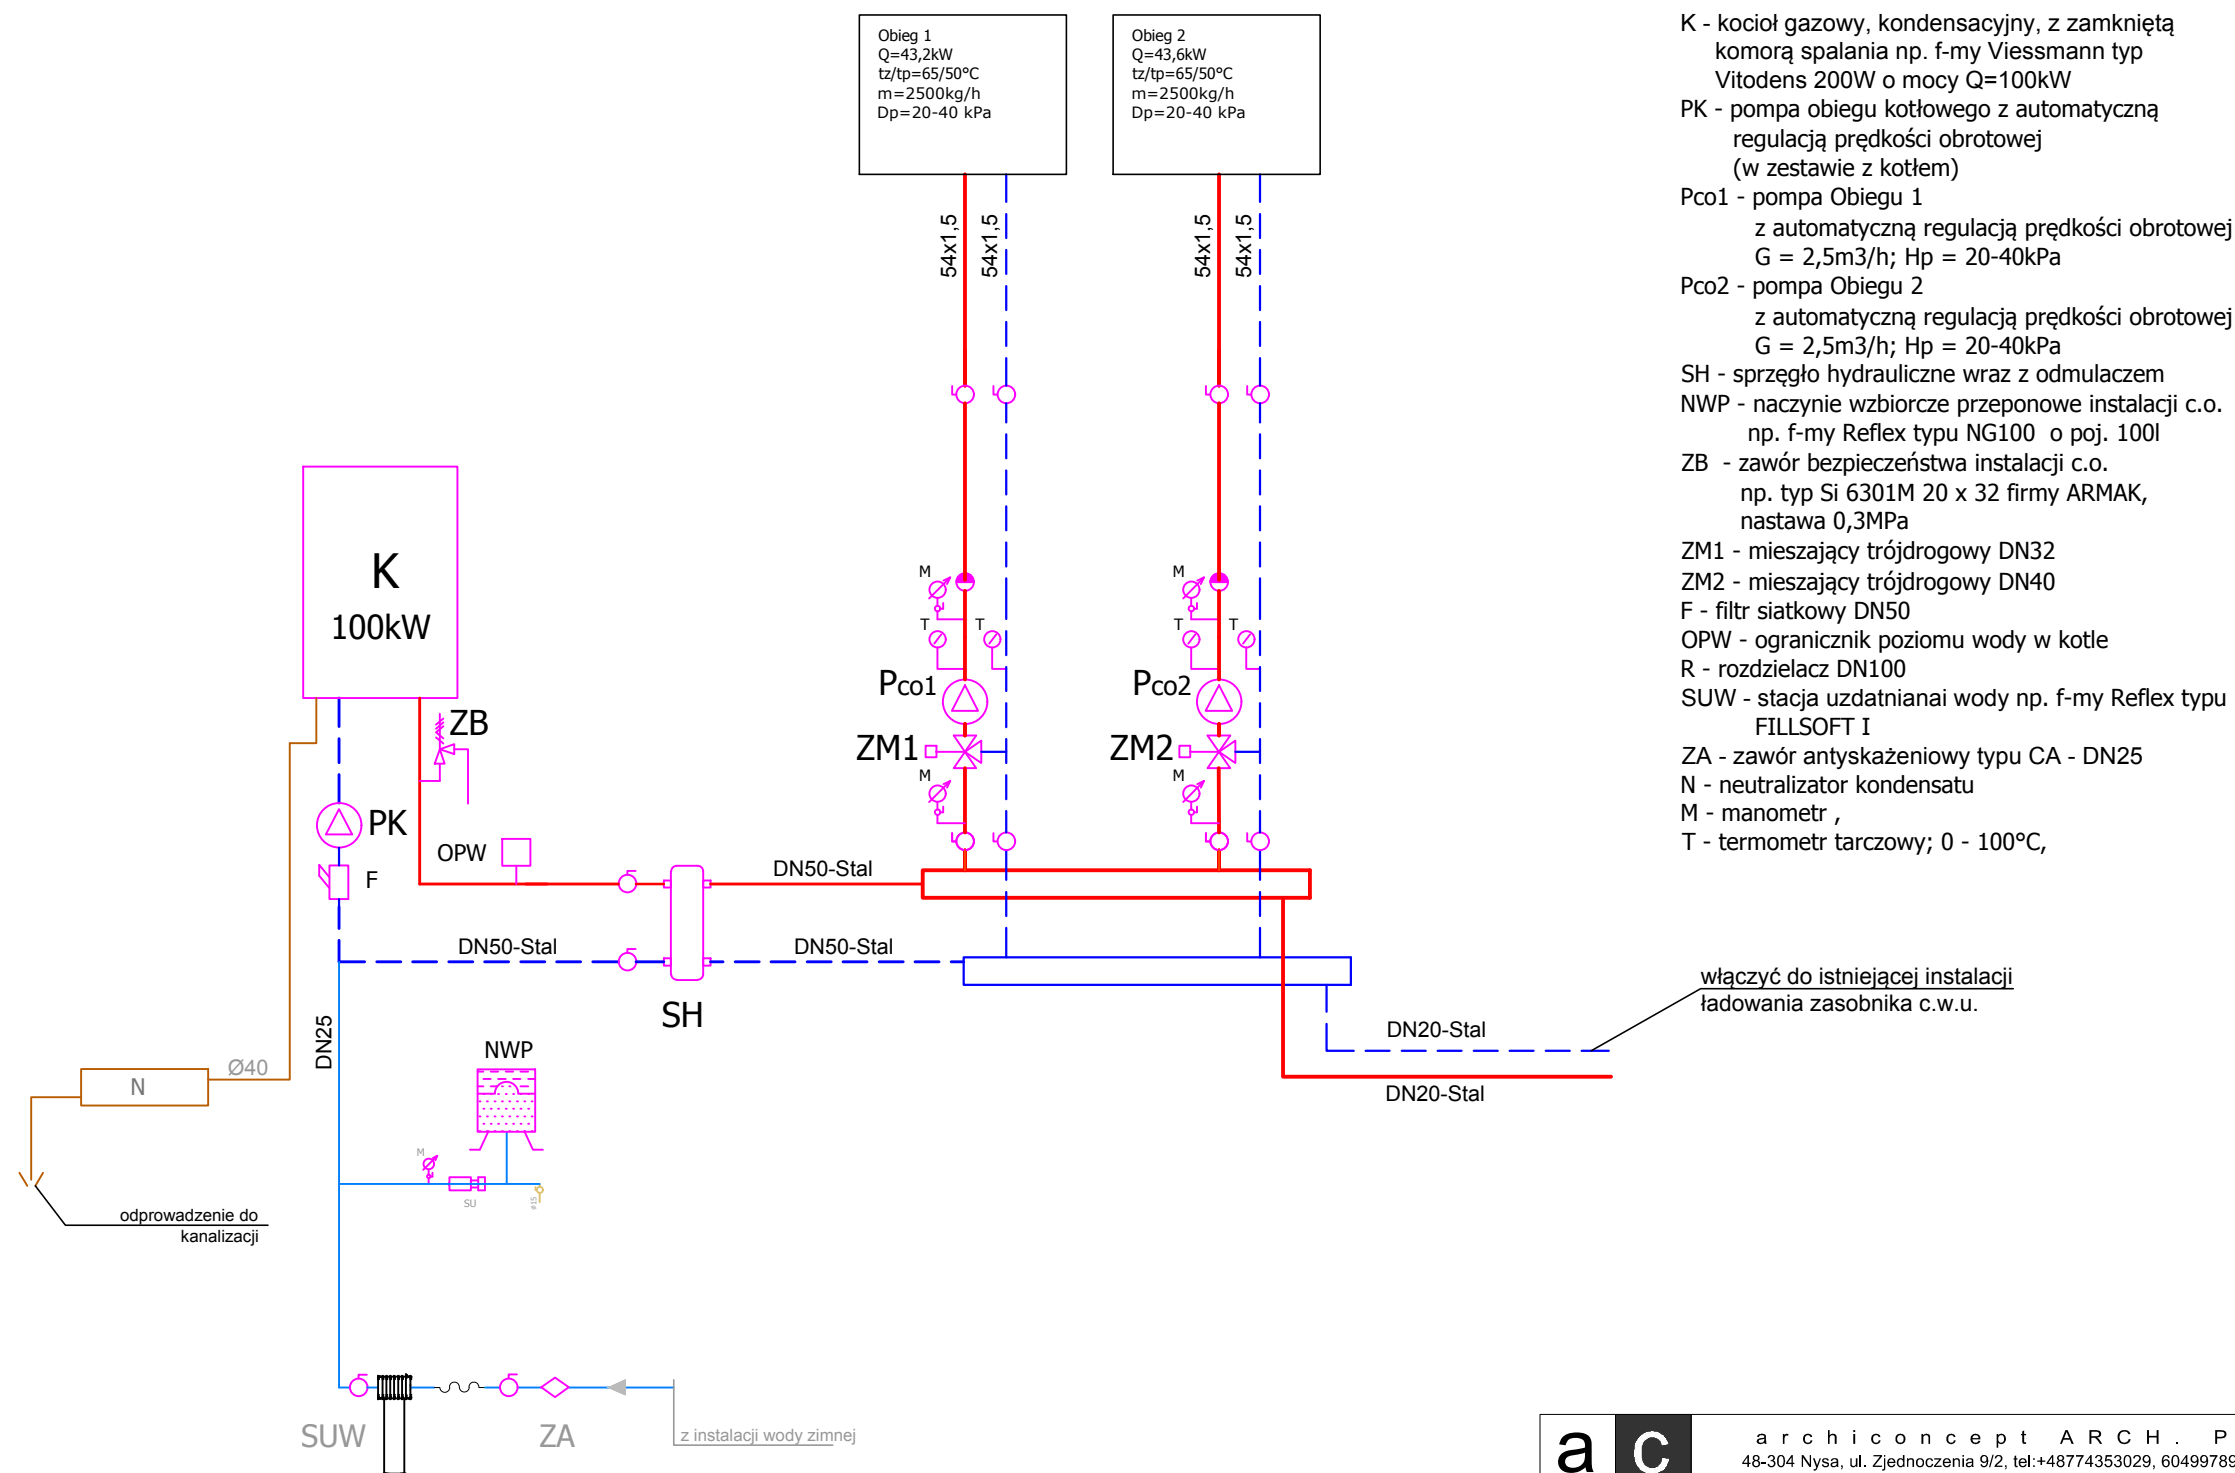 Obieg 1
Q=43,2kW
tz/tp=65/50°C
m=2500kg/h
Dp=20-40 kPa
Obieg 2
Q=43,6kW
tz/tp=65/50°C
m=2500kg/h
Dp=20-40 kPa
54x1,5
54x1,5
54x1,5
54x1,5
K - kocioł gazowy, kondensacyjny, z zamkniętą
komorą spalania np. f-my Viessmann typ
Vitodens 200W o mocy Q=100kW
PK - pompa obiegu kotłowego z automatyczną
regulacją prędkości obrotowej
(w zestawie z kotłem)
Pco1 - pompa Obiegu 1
z automatyczną regulacją prędkości obrotowej
G = 2,5m3/h; Hp = 20-40kPa
Pco2 - pompa Obiegu 2
z automatyczną regulacją prędkości obrotowej
G = 2,5m3/h; Hp = 20-40kPa
SH - sprzęgło hydrauliczne wraz z odmulaczem
NWP - naczynie wzbiorcze przeponowe instalacji c.o.
np. f-my Reflex typu NG100 o poj. 100l
ZB - zawór bezpieczeństwa instalacji c.o.
np. typ Si 6301M 20 x 32 firmy ARMAK,
nastawa 0,3MPa
ZM1 - mieszający trójdrogowy DN32
ZM2 - mieszający trójdrogowy DN40
F - filtr siatkowy DN50
OPW - ogranicznik poziomu wody w kotle
R - rozdzielacz DN100
SUW - stacja uzdatnianai wody np. f-my Reflex typu
FILLSOFT I
ZA - zawór antyskażeniowy typu CA - DN25
N - neutralizator kondensatu
M - manometr ,
T - termometr tarczowy; 0 - 100°C,
K
100kW
M
M
T
T
T
T
Pco1
Pco2
ZB
ZM1
ZM2
M
M
PK
OPW
F
DN50-Stal
DN50-Stal
DN50-Stal
SH
włączyć do istniejącej instalacji
ładowania zasobnika c.w.u.
DN20-Stal
DN20-Stal
DN25
NWP
Ø40
N
M
SU
ø15
odprowadzenie do
kanalizacji
SUW
ZA
z instalacji wody zimnej
a c
archiconcept ARCH. P
48-304 Nysa, ul. Zjednoczenia 9/2, tel:+48774353029, 60499789